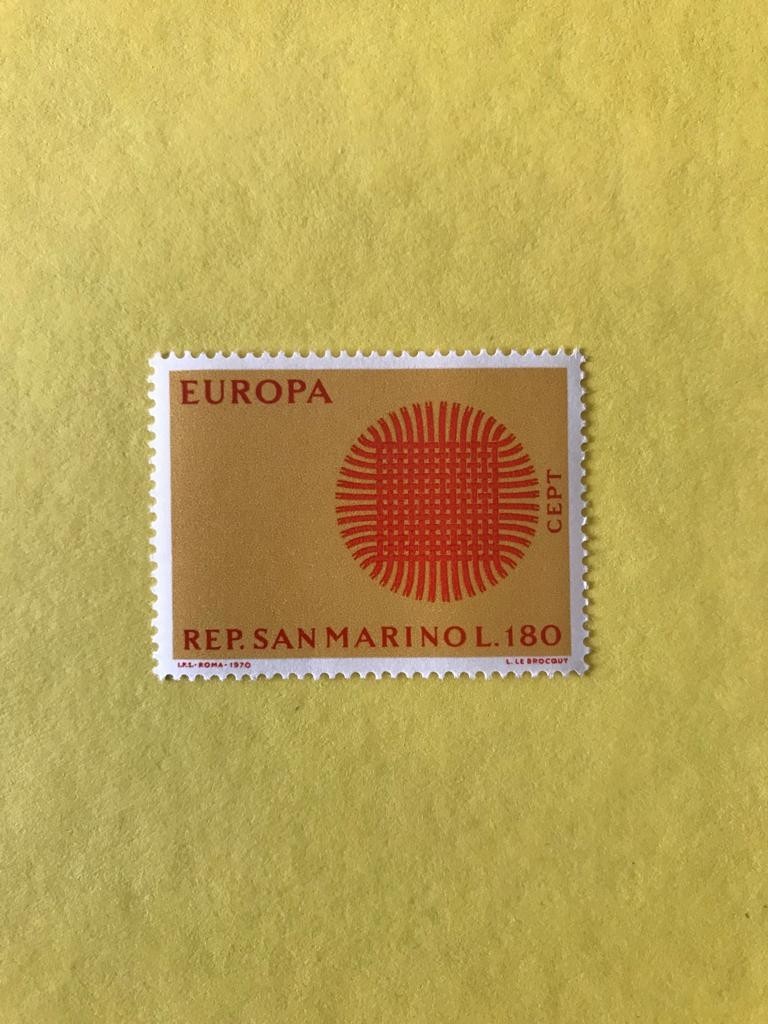 EUROPA
CEPT
REP. SAN MARINO L. 180
I.P.S. - ROMA - 1970
L. LE BROCQUY